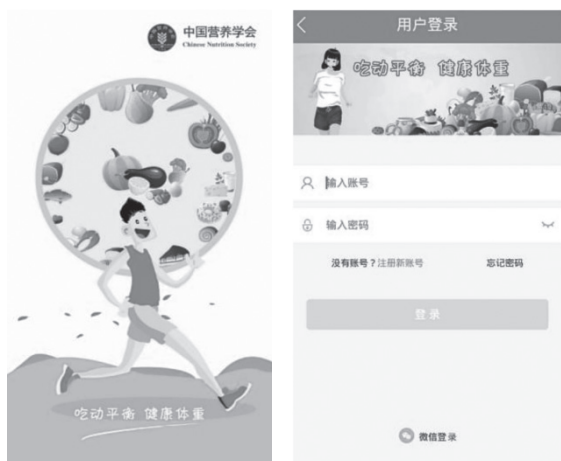 中国营养学会
Chinese Nutrition Society
吃动平衡 健康体重
用户登录
吃动平衡 健康体重
输入账号
输入密码
没有账号？注册新账号 忘记密码
登录
微信登录